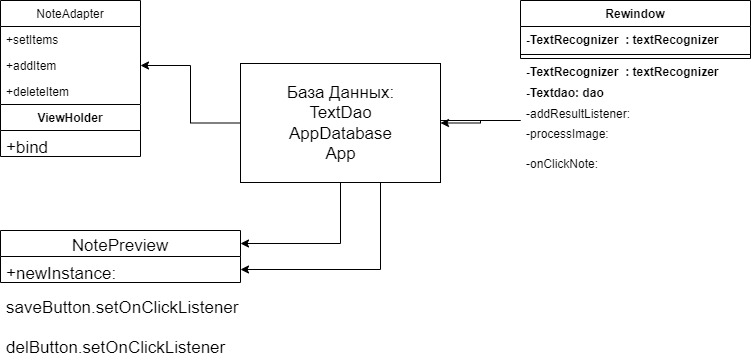 NoteAdapter
+setItems
+addItem
+deleteItem
ViewHolder
+bind
База Данных:
TextDao
AppDatabase
App
Rewindow
-TextRecognizer : textRecognizer
-TextRecognizer : textRecognizer
-Textdao: dao
-addResultListener:
-processImage:
-onClickNote:
NotePreview
+newInstance:
saveButton.setOnClickListener
delButton.setOnClickListener